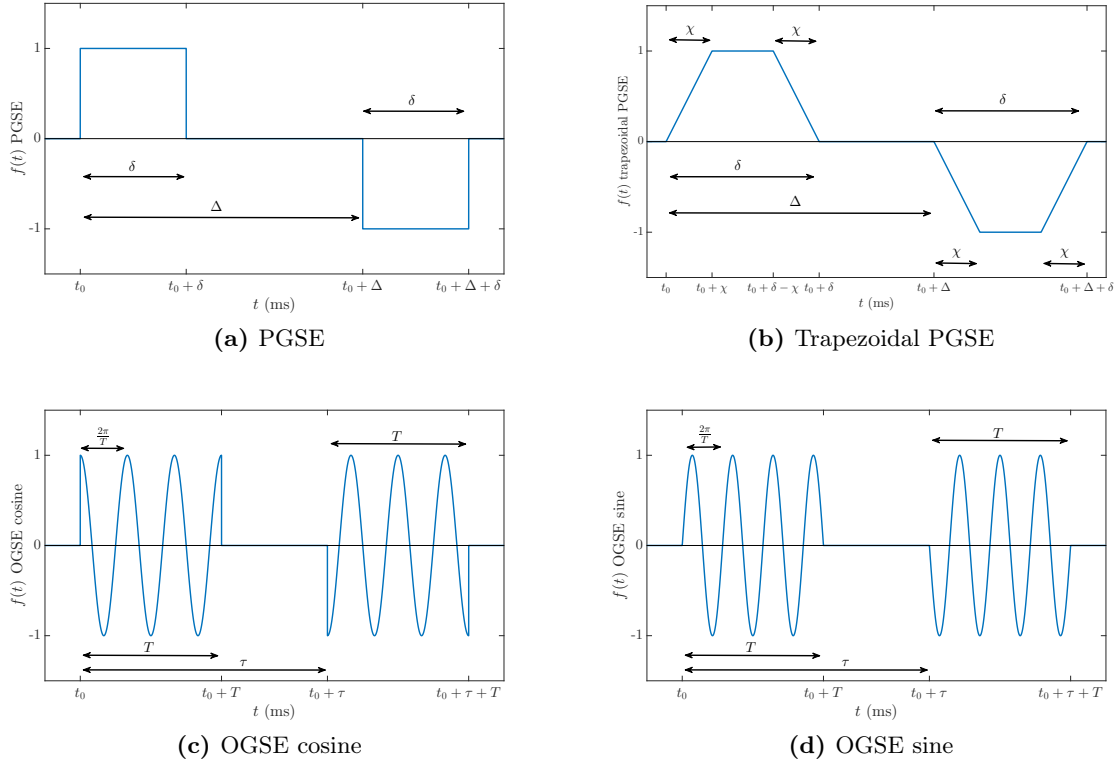 1
0
-1
f(t) PGSE
δ
δ
Δ
t₀
t₀ + δ
t₀ + Δ
t₀ + Δ + δ
t (ms)
(a) PGSE
1
0
-1
f(t) trapezoidal PGSE
χ
χ
δ
δ
Δ
χ
χ
t₀
t₀ + χ
t₀ + δ − χ
t₀ + δ
t₀ + Δ
t₀ + Δ + δ
t (ms)
(b) Trapezoidal PGSE
1
0
-1
f(t) OGSE cosine
2π/T
T
T
τ
t₀
t₀ + T
t₀ + τ
t₀ + τ + T
t (ms)
(c) OGSE cosine
1
0
-1
f(t) OGSE sine
2π/T
T
T
τ
t₀
t₀ + T
t₀ + τ
t₀ + τ + T
t (ms)
(d) OGSE sine